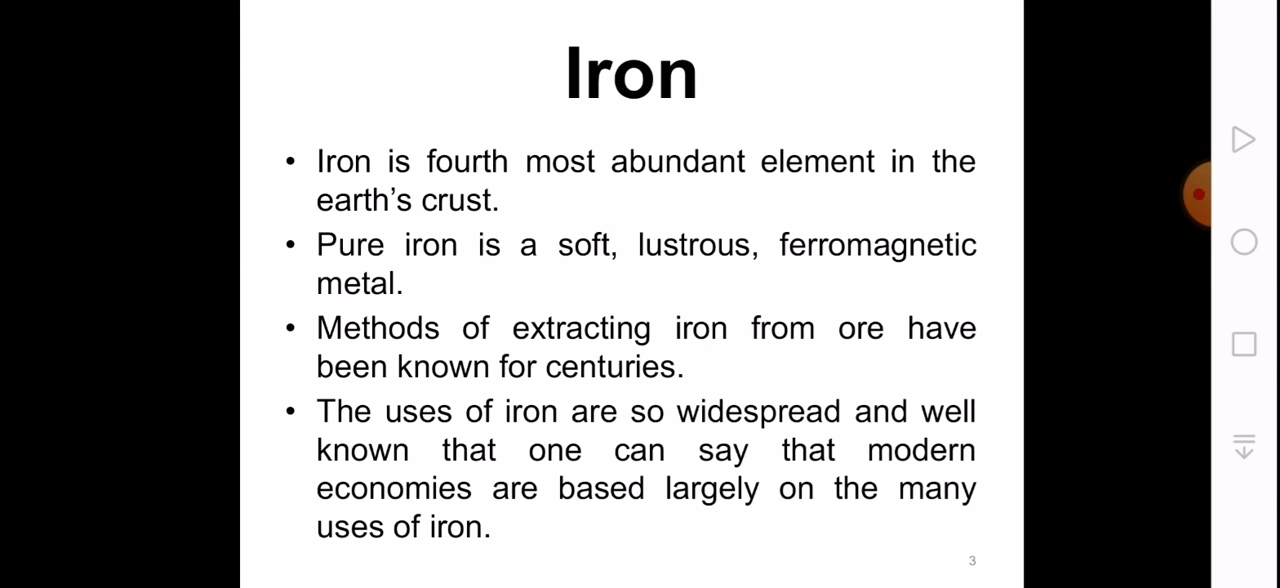 Iron
• Iron is fourth most abundant element in the
earth’s crust.
• Pure iron is a soft, lustrous, ferromagnetic
metal.
• Methods of extracting iron from ore have
been known for centuries.
• The uses of iron are so widespread and well
known that one can say that modern
economies are based largely on the many
uses of iron.
3